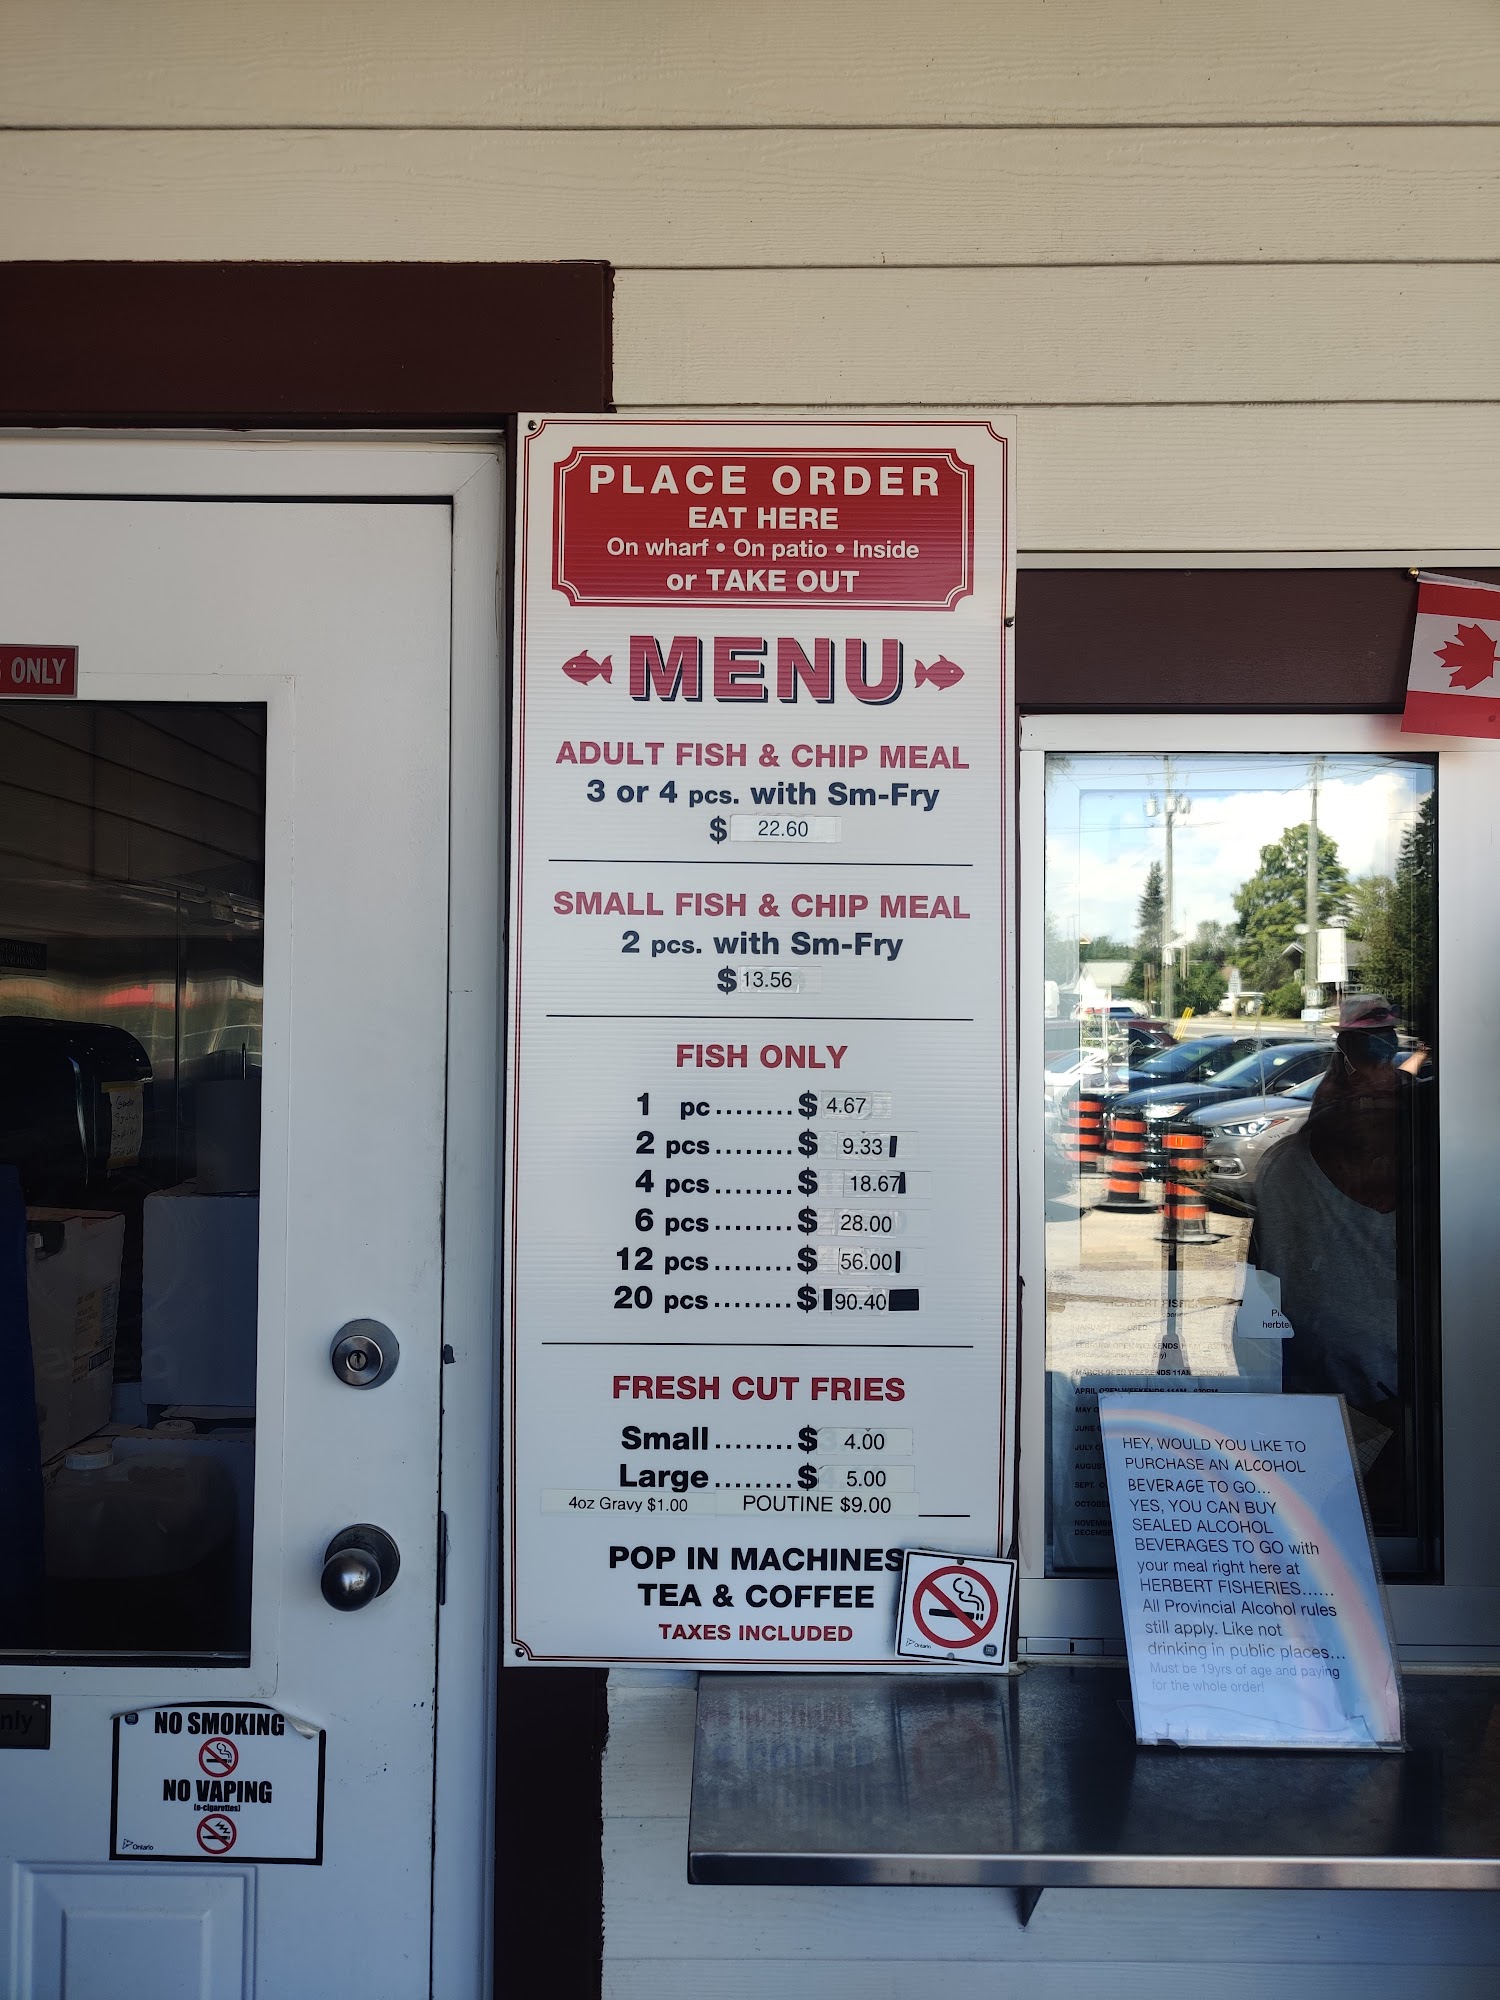 ONLY
PLACE ORDER
EAT HERE
On wharf • On patio • Inside
or TAKE OUT
MENU
ADULT FISH & CHIP MEAL
3 or 4 pcs. with Sm-Fry
$ 22.60
SMALL FISH & CHIP MEAL
2 pcs. with Sm-Fry
$ 13.56
FISH ONLY
1 pc........$ 4.67
2 pcs........$ 9.33
4 pcs........$ 18.67
6 pcs........$ 28.00
12 pcs........$ 56.00
20 pcs........$ 90.40
FRESH CUT FRIES
Small........$ 4.00
Large........$ 5.00
4oz Gravy $1.00 POUTINE $9.00
POP IN MACHINES
TEA & COFFEE
TAXES INCLUDED
Ontario
NO SMOKING
NO VAPING
(e-cigarettes)
Ontario
HEY, WOULD YOU LIKE TO
PURCHASE AN ALCOHOL
BEVERAGE TO GO...
YES, YOU CAN BUY
SEALED ALCOHOL
BEVERAGES TO GO with
your meal right here at
HERBERT FISHERIES......
All Provincial Alcohol rules
still apply. Like not
drinking in public places...
Must be 19yrs of age and paying
for the whole order!